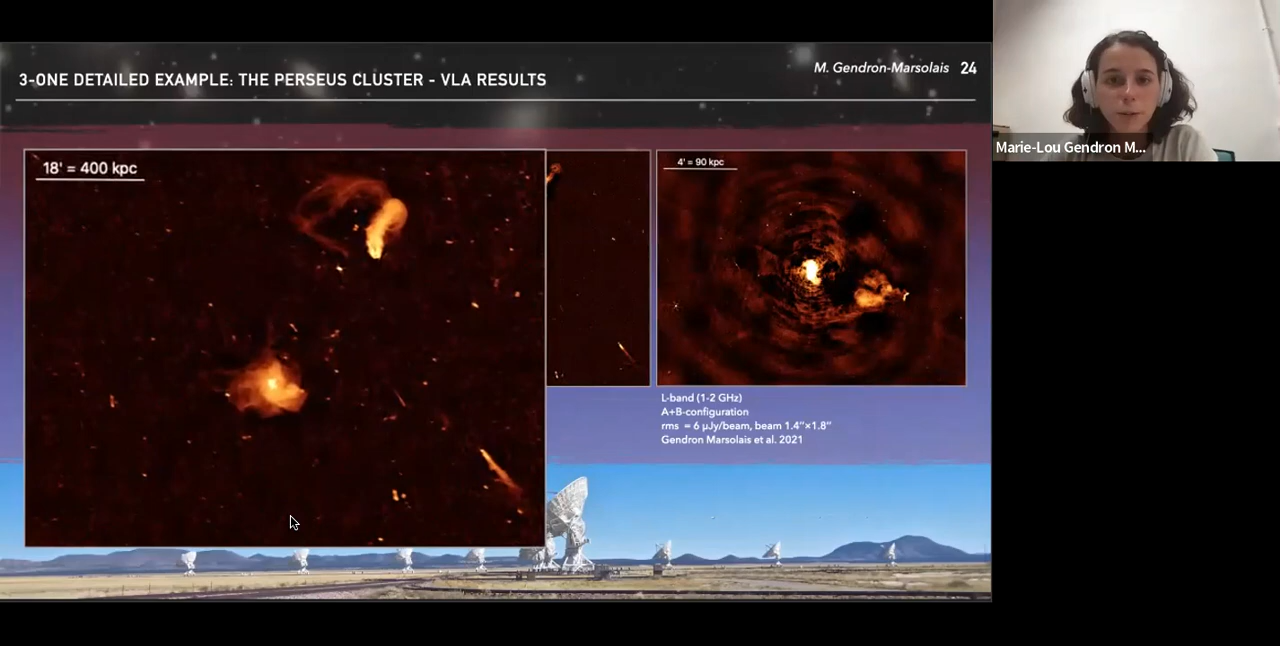 3-ONE DETAILED EXAMPLE: THE PERSEUS CLUSTER - VLA RESULTS
M. Gendron-Marsolais 24
18' = 400 kpc
4' = 90 kpc
L-band (1-2 GHz)
A+B-configuration
rms = 6 μJy/beam, beam 1.4''×1.8''
Gendron Marsolais et al. 2021
Marie-Lou Gendron M...